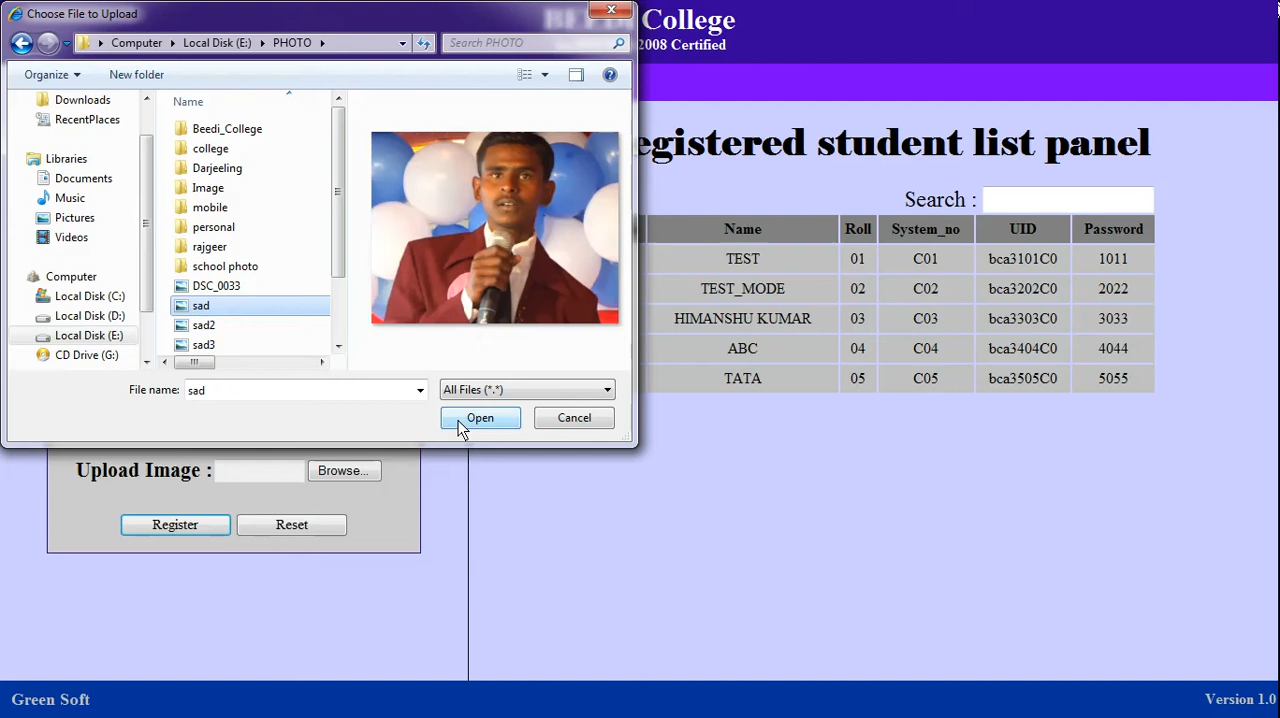 Choose File to Upload
College
2008 Certified
Computer
Local Disk (E:)
PHOTO
Search PHOTO
Organize
New folder
Downloads
RecentPlaces
Libraries
Documents
Music
Pictures
Videos
Computer
Local Disk (C:)
Local Disk (D:)
Local Disk (E:)
CD Drive (G:)
Name
Beedi_College
college
Darjeeling
Image
mobile
personal
rajgeer
school photo
DSC_0033
sad
sad2
sad3
File name: sad
All Files (*.*)
Open Cancel
Upload Image : Browse...
Register Reset
egistered student list panel
Search :
Name Roll System_no UID Password
TEST 01 C01 bca3101C0 1011
TEST_MODE 02 C02 bca3202C0 2022
HIMANSHU KUMAR 03 C03 bca3303C0 3033
ABC 04 C04 bca3404C0 4044
TATA 05 C05 bca3505C0 5055
Green Soft Version 1.0